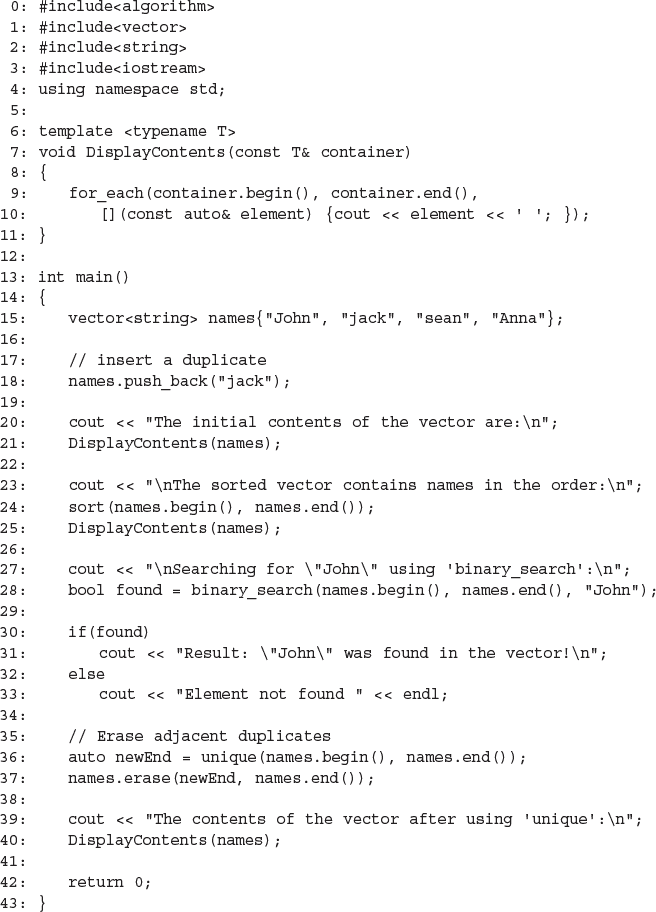 0: #include<algorithm>
1: #include<vector>
2: #include<string>
3: #include<iostream>
4: using namespace std;
5:
6: template <typename T>
7: void DisplayContents(const T& container)
8: {
9:    for_each(container.begin(), container.end(),
10:       [](const auto& element) {cout << element << ' '; });
11: }
12:
13: int main()
14: {
15:    vector<string> names{"John", "jack", "sean", "Anna"};
16:
17:    // insert a duplicate
18:    names.push_back("jack");
19:
20:    cout << "The initial contents of the vector are:\n";
21:    DisplayContents(names);
22:
23:    cout << "\nThe sorted vector contains names in the order:\n";
24:    sort(names.begin(), names.end());
25:    DisplayContents(names);
26:
27:    cout << "\nSearching for \"John\" using 'binary_search':\n";
28:    bool found = binary_search(names.begin(), names.end(), "John");
29:
30:    if(found)
31:       cout << "Result: \"John\" was found in the vector!\n";
32:    else
33:       cout << "Element not found " << endl;
34:
35:    // Erase adjacent duplicates
36:    auto newEnd = unique(names.begin(), names.end());
37:    names.erase(newEnd, names.end());
38:
39:    cout << "The contents of the vector after using 'unique':\n";
40:    DisplayContents(names);
41:
42:    return 0;
43: }